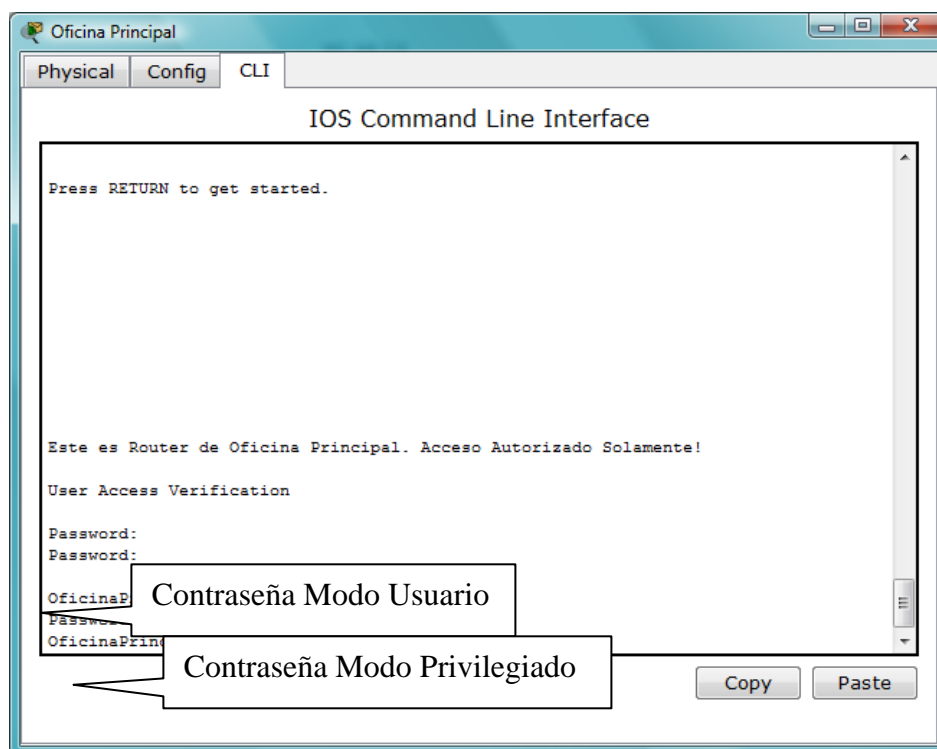 Oficina Principal
Physical Config CLI
IOS Command Line Interface
Press RETURN to get started.
Este es Router de Oficina Principal. Acceso Autorizado Solamente!
User Access Verification
Password:
Password:
Contraseña Modo Usuario
Contraseña Modo Privilegiado
Copy Paste